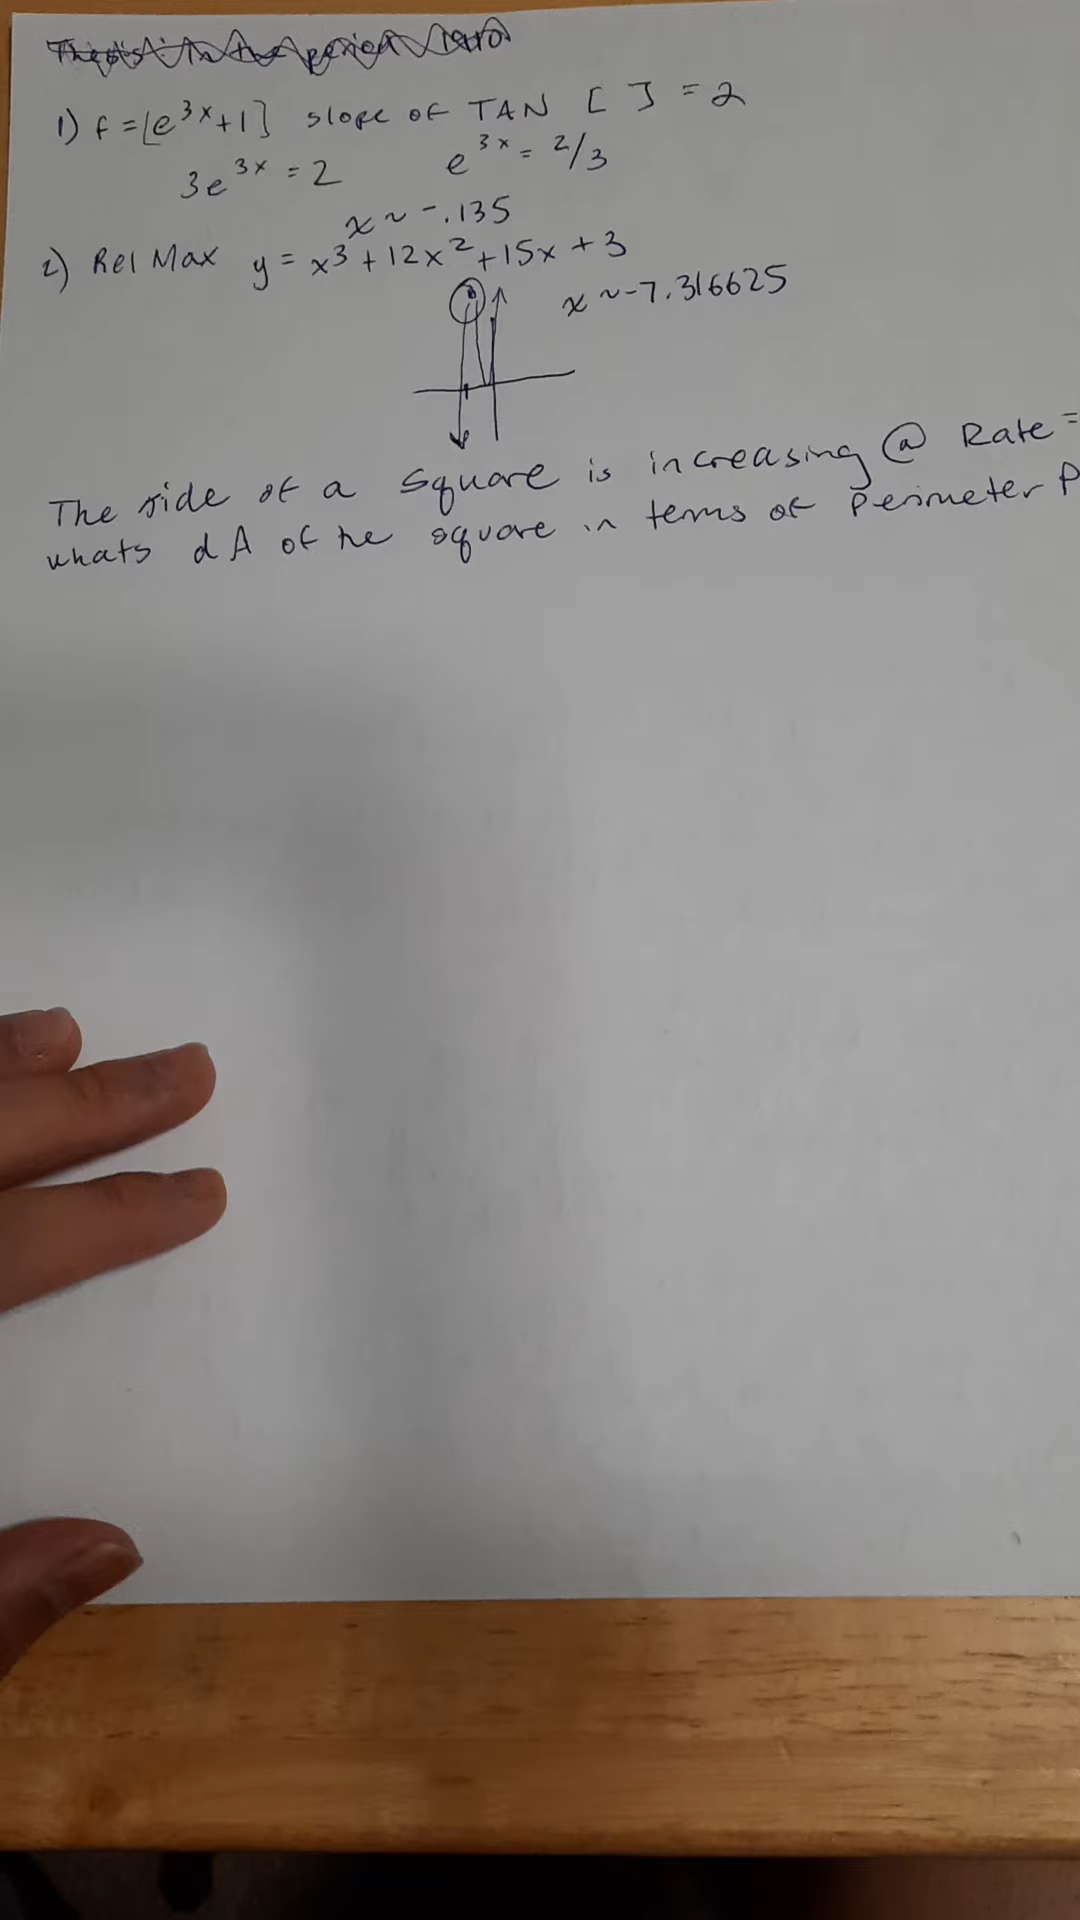 1) f = [e^3x + 1] slope of TAN [ ] = 2
3e^3x = 2 e^3x = 2/3
x ~ -.135
2) Rel Max y = x^3 + 12x^2 + 15x + 3
x ~ -7.316625
The side of a square is increasing @ Rate =
whats dA of he square in terms of Perimeter P